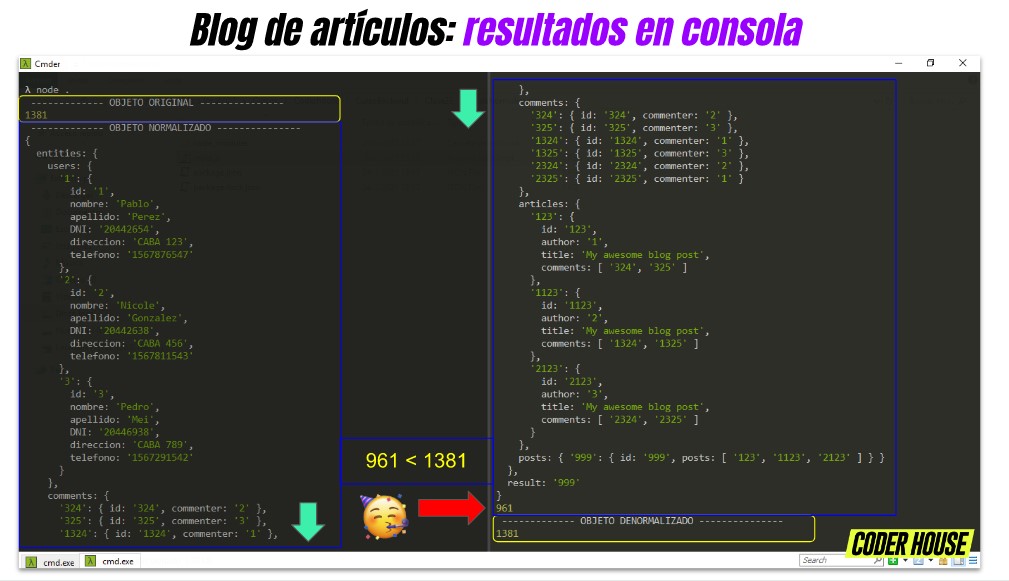 Blog de artículos: resultados en consola
Cmder
λ node .
------------- OBJETO ORIGINAL ---------------
1381
------------- OBJETO NORMALIZADO ---------------
{
entities: {
users: {
'1': {
id: '1',
nombre: 'Pablo',
apellido: 'Perez',
DNI: '20442654',
direccion: 'CABA 123',
telefono: '1567876547'
},
'2': {
id: '2',
nombre: 'Nicole',
apellido: 'Gonzalez',
DNI: '20442638',
direccion: 'CABA 456',
telefono: '1567811543'
},
'3': {
id: '3',
nombre: 'Pedro',
apellido: 'Mei',
DNI: '20446938',
direccion: 'CABA 789',
telefono: '1567291542'
}
},
comments: {
'324': { id: '324', commenter: '2' },
'325': { id: '325', commenter: '3' },
'1324': { id: '1324', commenter: '1' },
961 < 1381
},
comments: {
'324': { id: '324', commenter: '2' },
'325': { id: '325', commenter: '3' },
'1324': { id: '1324', commenter: '1' },
'1325': { id: '1325', commenter: '3' },
'2324': { id: '2324', commenter: '2' },
'2325': { id: '2325', commenter: '1' }
},
articles: {
'123': {
id: '123',
author: '1',
title: 'My awesome blog post',
comments: [ '324', '325' ]
},
'1123': {
id: '1123',
author: '2',
title: 'My awesome blog post',
comments: [ '1324', '1325' ]
},
'2123': {
id: '2123',
author: '3',
title: 'My awesome blog post',
comments: [ '2324', '2325' ]
}
},
posts: { '999': { id: '999', posts: [ '123', '1123', '2123' ] } }
},
result: '999'
}
961
------------- OBJETO DENORMALIZADO ---------------
1381
CODER HOUSE
cmd.exe
cmd.exe
Search